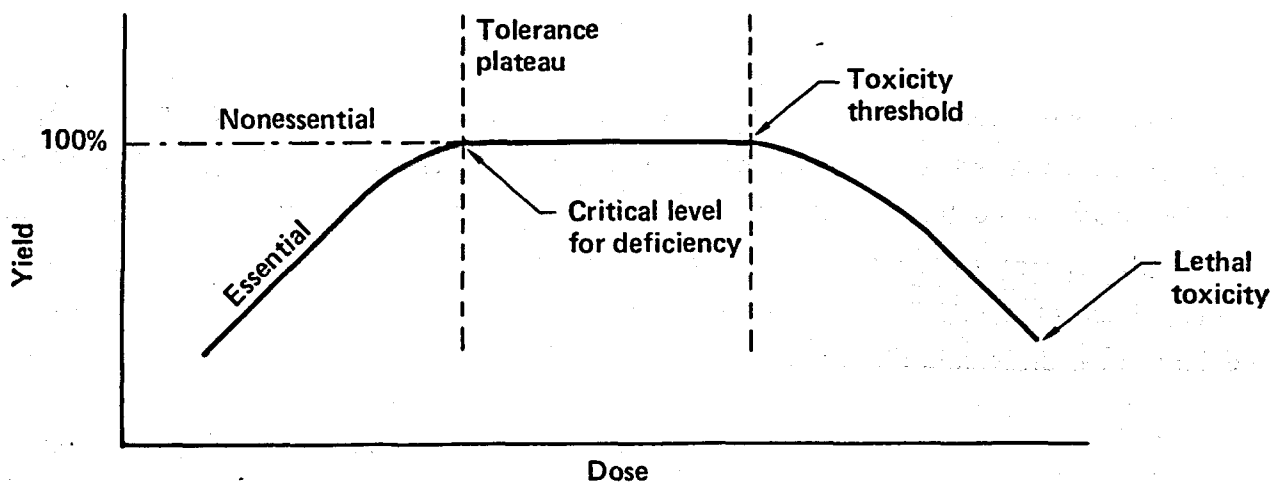 Tolerance
plateau
Toxicity
threshold
Nonessential
100%
Critical level
for deficiency
Essential
Yield
Lethal
toxicity
Dose